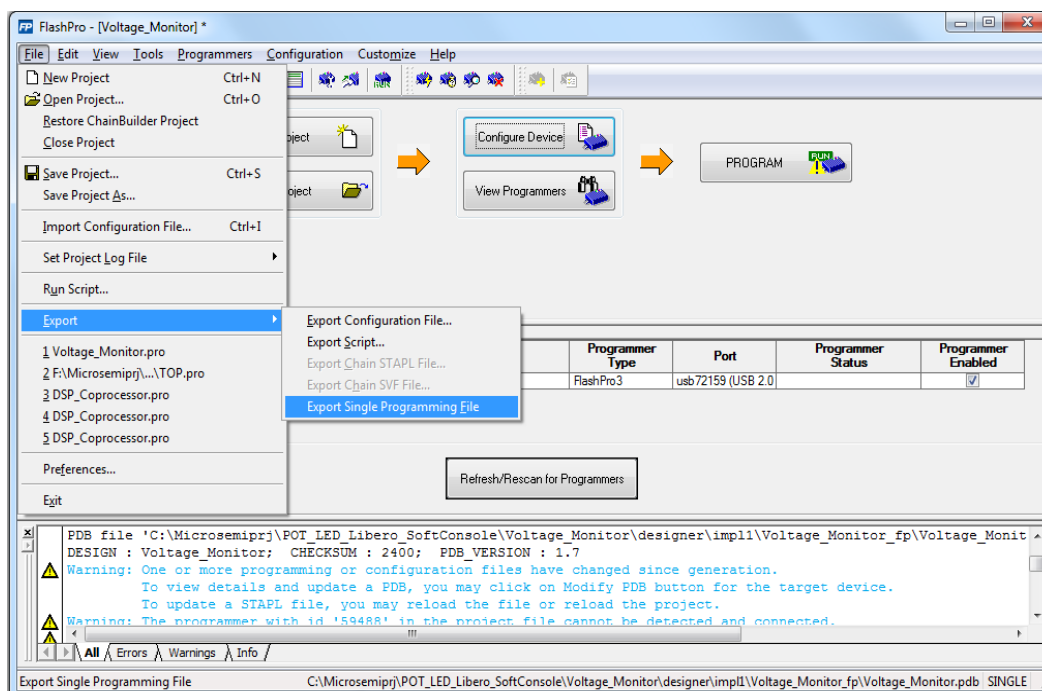 FP FlashPro - [Voltage_Monitor] *
File Edit View Tools Programmers Configuration Customize Help
New Project Ctrl+N
Open Project... Ctrl+O
Restore ChainBuilder Project
Close Project
Save Project... Ctrl+S
Save Project As...
Import Configuration File... Ctrl+I
Set Project Log File
Run Script...
Export
1 Voltage_Monitor.pro
2 F:\Microsemiprj\...\TOP.pro
3 DSP_Coprocessor.pro
4 DSP_Coprocessor.pro
5 DSP_Coprocessor.pro
Preferences...
Exit
Export Configuration File...
Export Script...
Export Chain STAPL File...
Export Chain SVF File...
Export Single Programming File
RUN
Configure Device
View Programmers
PROGRAM
RUN
Programmer Type Port Programmer Status Programmer Enabled
FlashPro3 usb72159 (USB 2.0
Refresh/Rescan for Programmers
PDB file 'C:\Microsemiprj\POT_LED_Libero_SoftConsole\Voltage_Monitor\designer\impl1\Voltage_Monitor_fp\Voltage_Monit
DESIGN : Voltage_Monitor; CHECKSUM : 2400; PDB_VERSION : 1.7
Warning: One or more programming or configuration files have changed since generation.
To view details and update a PDB, you may click on Modify PDB button for the target device.
To update a STAPL file, you may reload the file or reload the project.
Warning: The programmer with id '59488' in the project file cannot be detected and connected.
All Errors Warnings Info
Export Single Programming File C:\Microsemiprj\POT_LED_Libero_SoftConsole\Voltage_Monitor\designer\impl1\Voltage_Monitor_fp\Voltage_Monitor.pdb SINGLE